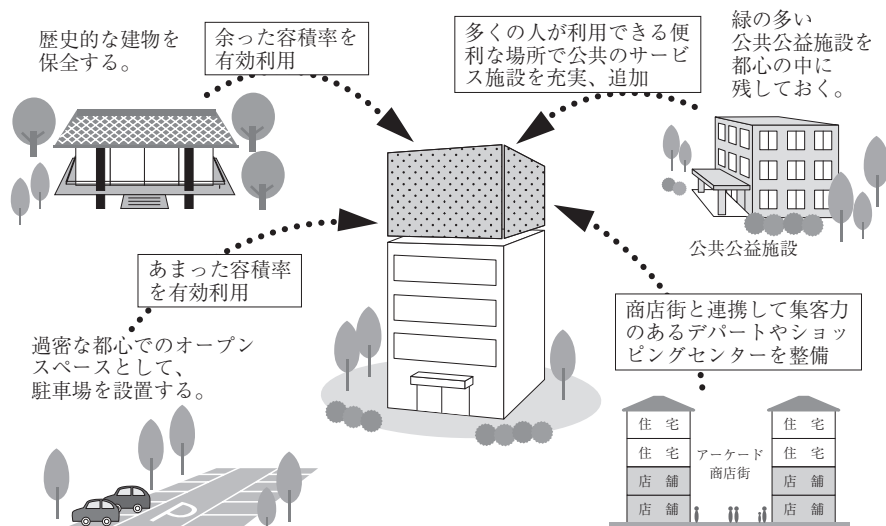 歴史的な建物を
保全する。
余った容積率を
有効利用
多くの人が利用できる便
利な場所で公共のサービ
ス施設を充実、追加
緑の多い
公共公益施設を
都心の中に
残しておく。
公共公益施設
あまった容積率
を有効利用
過密な都心でのオープン
スペースとして、
駐車場を設置する。
P
商店街と連携して集客力
のあるデパートやショッ
ピングセンターを整備
住 宅
住 宅
店 舗
店 舗
アーケード
商店街
住 宅
住 宅
店 舗
店 舗